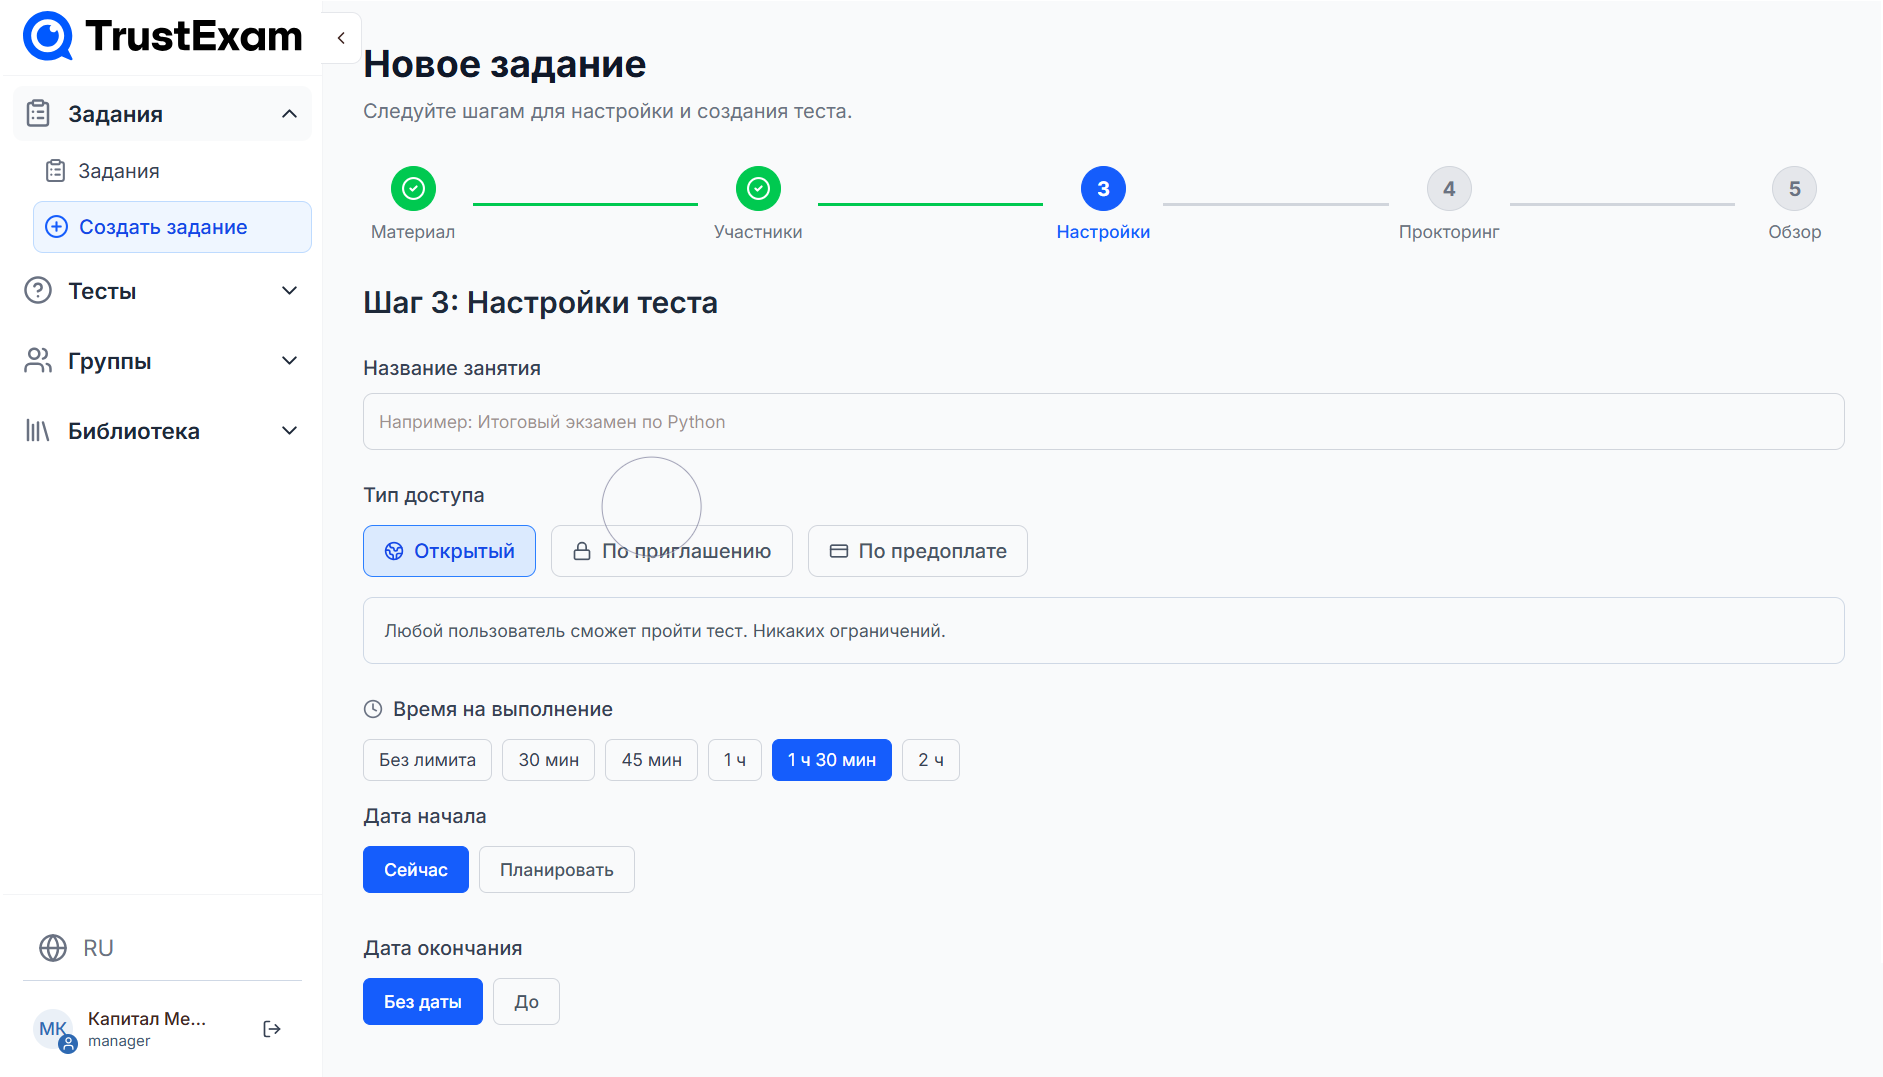 TrustExam
Задания
Задания
Создать задание
Тесты
Группы
Библиотека
RU
МК
Капитал Ме...
manager
Новое задание
Следуйте шагам для настройки и создания теста.
3
4
5
Материал
Участники
Настройки
Прокторинг
Обзор
Шаг 3: Настройки теста
Название занятия
Например: Итоговый экзамен по Python
Тип доступа
Открытый
По приглашению
По предоплате
Любой пользователь сможет пройти тест. Никаких ограничений.
Время на выполнение
Без лимита
30 мин
45 мин
1 ч
1 ч 30 мин
2 ч
Дата начала
Сейчас
Планировать
Дата окончания
Без даты
До